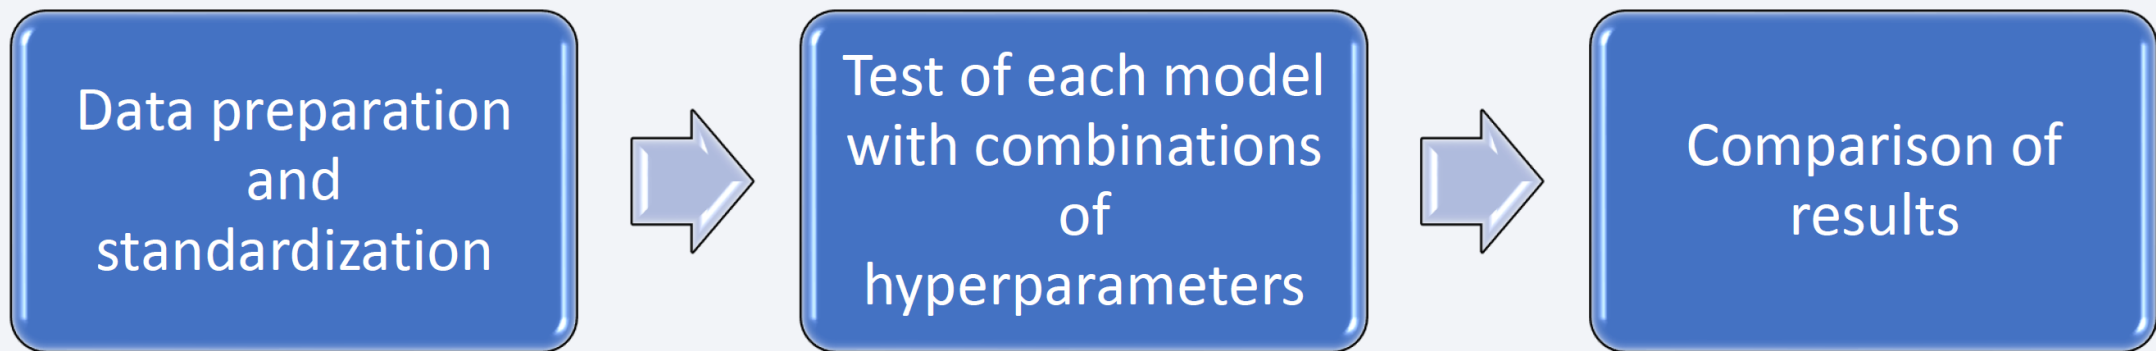 Data preparation
and
standardization
Test of each model
with combinations
of
hyperparameters
Comparison of
results